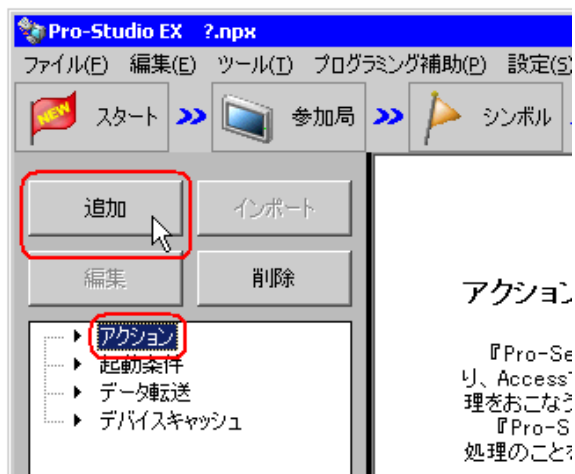 Pro-Studio EX ?.npx
ファイル(F) 編集(E) ツール(T) プログラミング補助(P) 設定(S)
NEW スタート 参加局 シンボル
追加 インポート
編集 削除
アクション
起動条件
データ転送
デバイスキャッシュ
アクション
『Pro-Se
り、Access
理をおこなう
『Pro-S
処理のことを